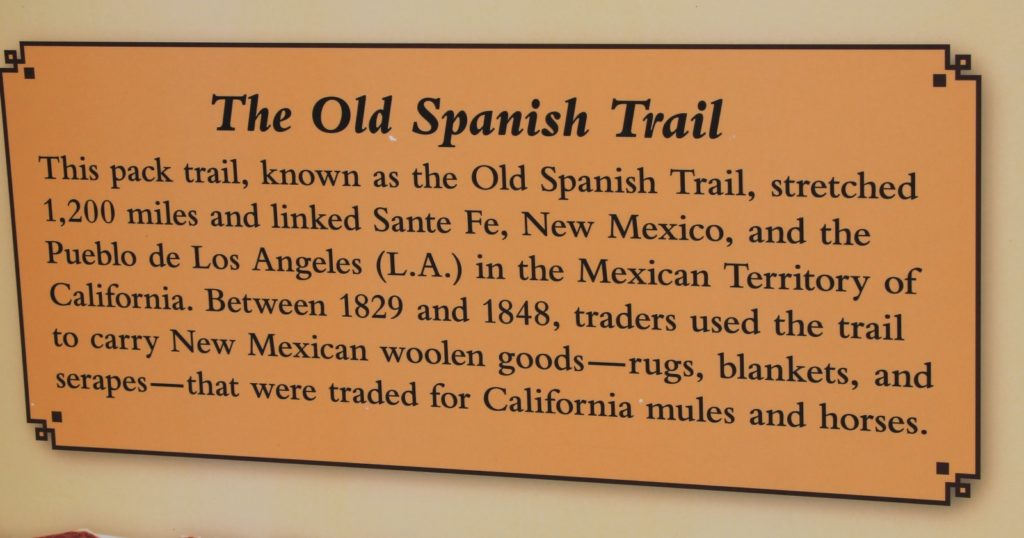 The Old Spanish Trail
This pack trail, known as the Old Spanish Trail, stretched
1,200 miles and linked Sante Fe, New Mexico, and the
Pueblo de Los Angeles (L.A.) in the Mexican Territory of
California. Between 1829 and 1848, traders used the trail
to carry New Mexican woolen goods—rugs, blankets, and
serapes—that were traded for California mules and horses.